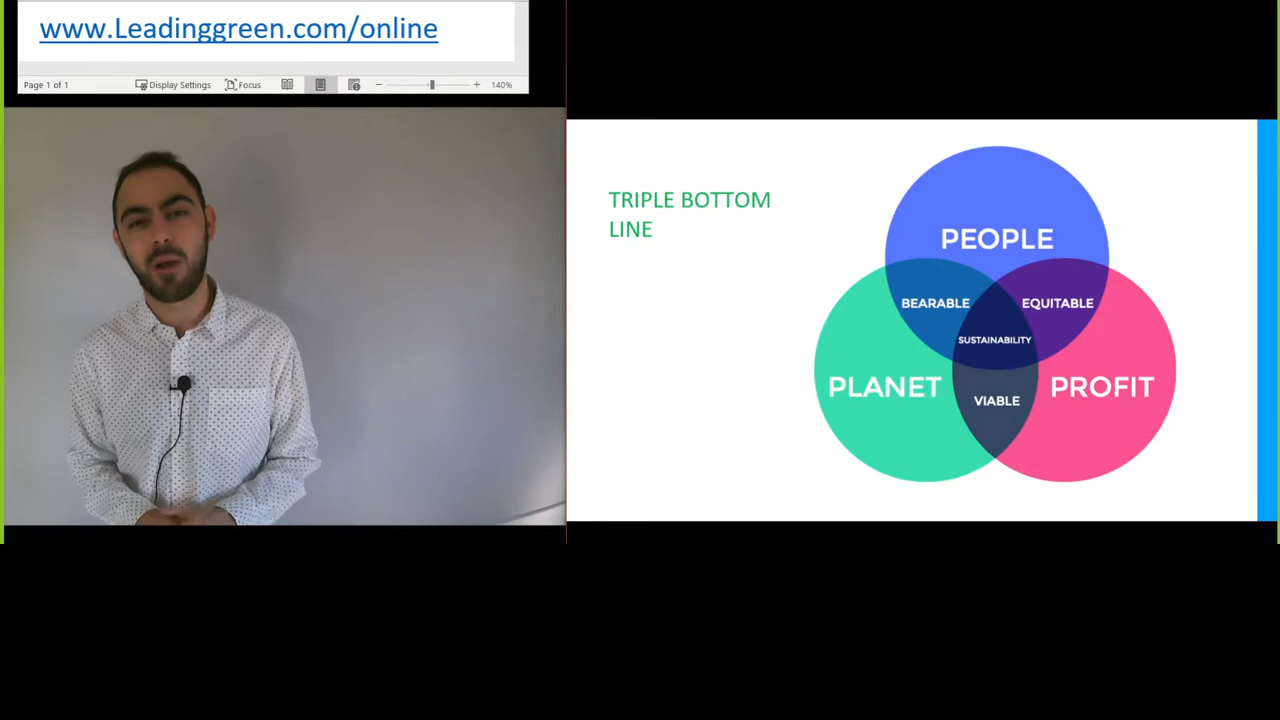 www.Leadinggreen.com/online
Page 1 of 1
Display Settings
Focus
140%
TRIPLE BOTTOM
LINE
PEOPLE
BEARABLE
EQUITABLE
SUSTAINABILITY
PLANET
PROFIT
VIABLE